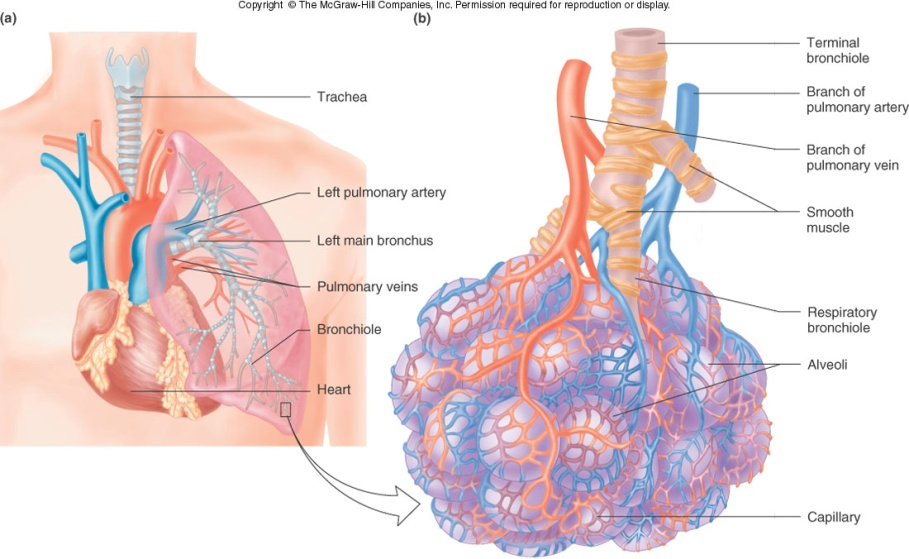 Copyright © The McGraw-Hill Companies, Inc. Permission required for reproduction or display.
(a)
Trachea
Left pulmonary artery
Left main bronchus
Pulmonary veins
Bronchiole
Heart
(b)
Terminal
bronchiole
Branch of
pulmonary artery
Branch of
pulmonary vein
Smooth
muscle
Respiratory
bronchiole
Alveoli
Capillary